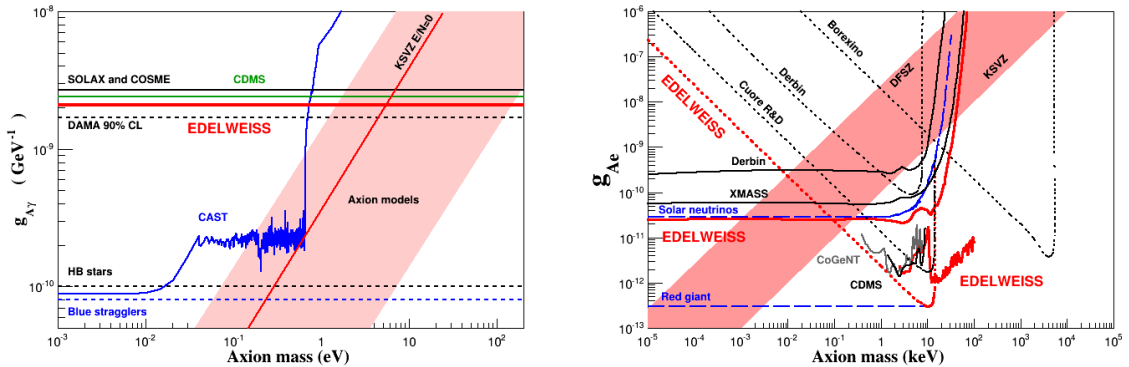 10⁻⁸
10⁻⁹
10⁻¹⁰
g_Aγ ( GeV⁻¹ )
SOLAX and COSME
CDMS
KSVZ E/N=0
DAMA 90% CL
EDELWEISS
Axion models
CAST
HB stars
Blue stragglers
10⁻³ 10⁻² 10⁻¹ 1 10 10²
Axion mass (eV)
10⁻⁶
10⁻⁷
10⁻⁸
10⁻⁹
10⁻¹⁰
10⁻¹¹
10⁻¹²
10⁻¹³
g_Ae
Borexino
DFSZ
KSVZ
Derbin
EDELWEISS
Cuore R&D
Derbin
XMASS
Solar neutrinos
EDELWEISS
CoGeNT
CDMS
EDELWEISS
Red giant
10⁻⁵ 10⁻⁴ 10⁻³ 10⁻² 10⁻¹ 1 10 10² 10³ 10⁴ 10⁵
Axion mass (keV)